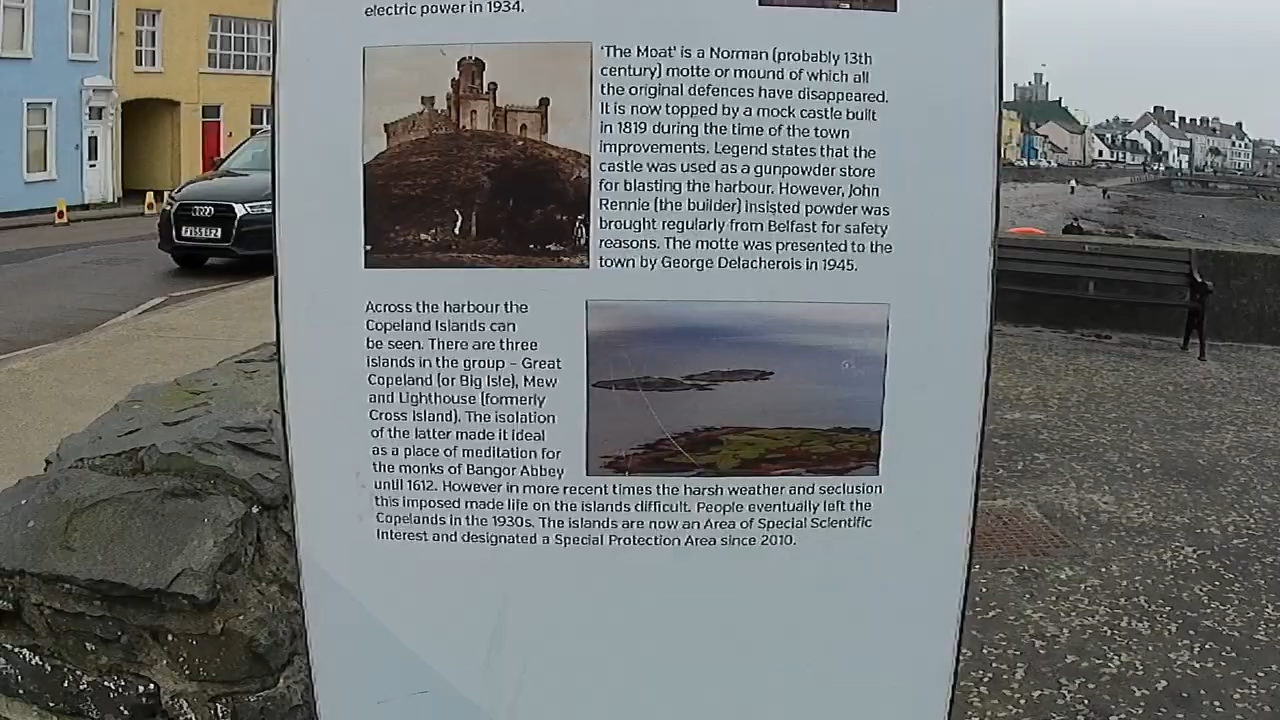 electric power in 1934.
'The Moat' is a Norman (probably 13th
century) motte or mound of which all
the original defences have disappeared.
It is now topped by a mock castle built
in 1819 during the time of the town
improvements. Legend states that the
castle was used as a gunpowder store
for blasting the harbour. However, John
Rennie (the builder) insisted powder was
brought regularly from Belfast for safety
reasons. The motte was presented to the
town by George Delacherois in 1945.
Across the harbour the
Copeland Islands can
be seen. There are three
islands in the group – Great
Copeland (or Big Isle), Mew
and Lighthouse (formerly
Cross Island). The isolation
of the latter made it ideal
as a place of meditation for
the monks of Bangor Abbey
until 1612. However in more recent times the harsh weather and seclusion
this imposed made life on the islands difficult. People eventually left the
Copelands in the 1930s. The islands are now an Area of Special Scientific
Interest and designated a Special Protection Area since 2010.
FV65 EFZ